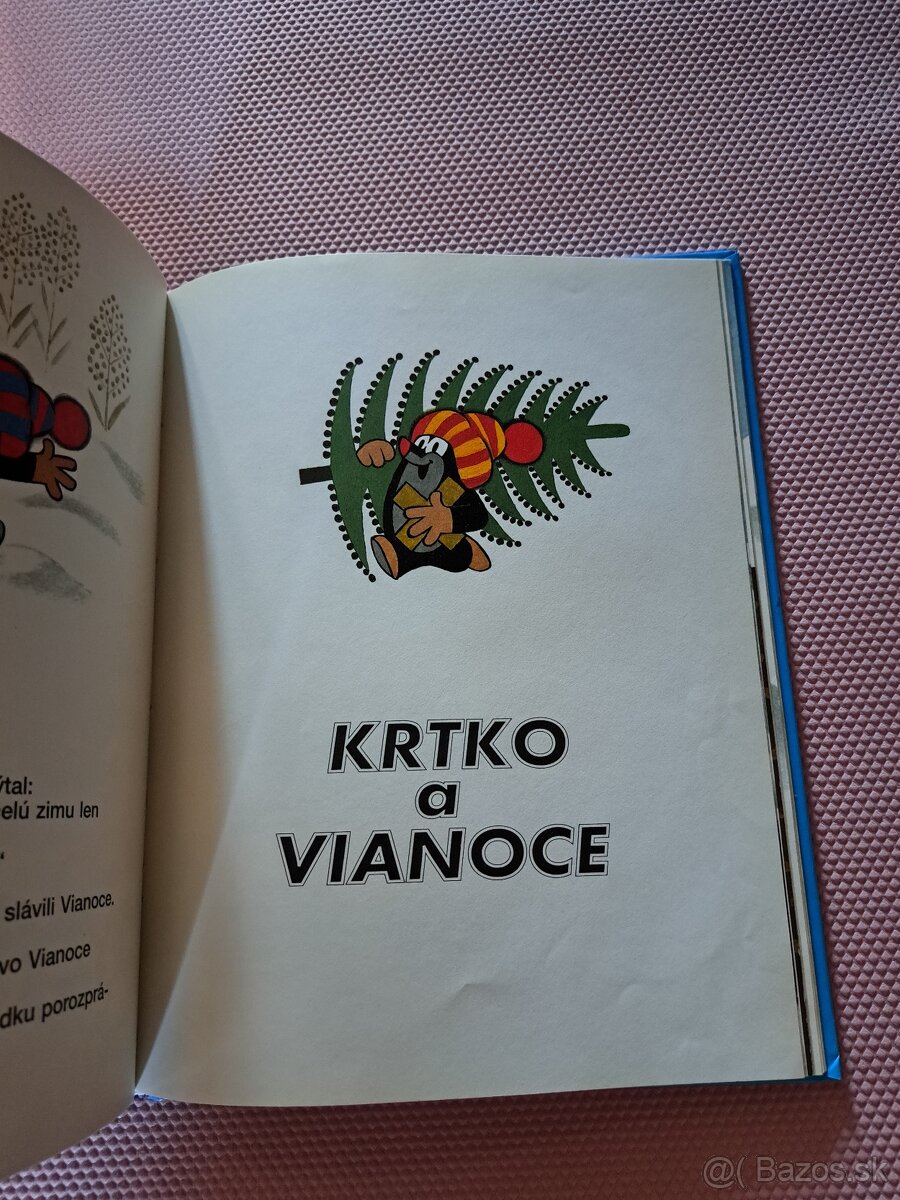 ýtal:
elú zimu len
“
slávili Vianoce.
vo Vianoce
dku porozprá-
KRTKO
a
VIANOCE
@( Bazos.sk